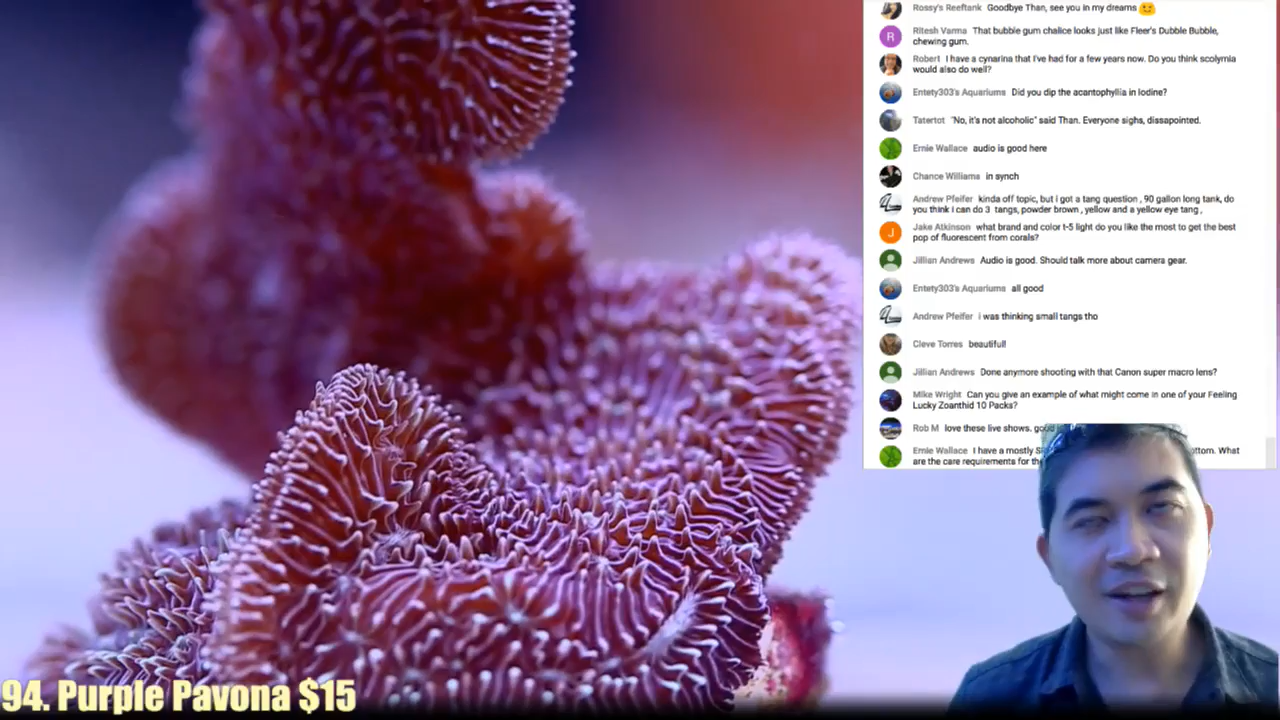 Rossy's Reeftank Goodbye Than, see you in my dreams
R
Ritesh Varma That bubble gum chalice looks just like Fleer's Dubble Bubble,
chewing gum.
Robert I have a cynarina that I've had for a few years now. Do you think scolymia
would also do well?
Entety303's Aquariums Did you dip the acantophyllia in Iodine?
Tatertot "No, it's not alcoholic" said Than. Everyone sighs, dissapointed.
Ernie Wallace audio is good here
Chance Williams in synch
Andrew Pfeifer kinda off topic, but i got a tang question , 90 gallon long tank, do
you think i can do 3 tangs, powder brown , yellow and a yellow eye tang ,
J
Jake Atkinson what brand and color t-5 light do you like the most to get the best
pop of fluorescent from corals?
Jillian Andrews Audio is good. Should talk more about camera gear.
Entety303's Aquariums all good
Andrew Pfeifer i was thinking small tangs tho
Cleve Torres beautiful!
Jillian Andrews Done anymore shooting with that Canon super macro lens?
Mike Wright Can you give an example of what might come in one of your Feeling
Lucky Zoanthid 10 Packs?
Rob M love these live shows.
Ernie Wallace I have a mostly What
are the care requirements for
94. Purple Pavona $15